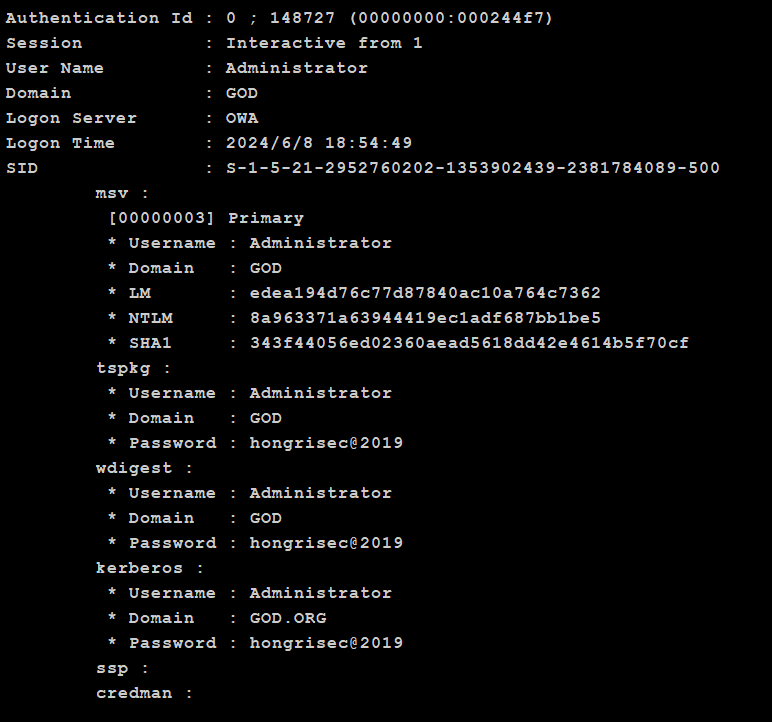 Authentication Id : 0 ; 148727 (00000000:000244f7)
Session           : Interactive from 1
User Name         : Administrator
Domain            : GOD
Logon Server      : OWA
Logon Time        : 2024/6/8 18:54:49
SID               : S-1-5-21-2952760202-1353902439-2381784089-500
        msv :
         [00000003] Primary
         * Username : Administrator
         * Domain   : GOD
         * LM       : edea194d76c77d87840ac10a764c7362
         * NTLM     : 8a963371a63944419ec1adf687bb1be5
         * SHA1     : 343f44056ed02360aead5618dd42e4614b5f70cf
        tspkg :
         * Username : Administrator
         * Domain   : GOD
         * Password : hongrisec@2019
        wdigest :
         * Username : Administrator
         * Domain   : GOD
         * Password : hongrisec@2019
        kerberos :
         * Username : Administrator
         * Domain   : GOD.ORG
         * Password : hongrisec@2019
        ssp :
        credman :